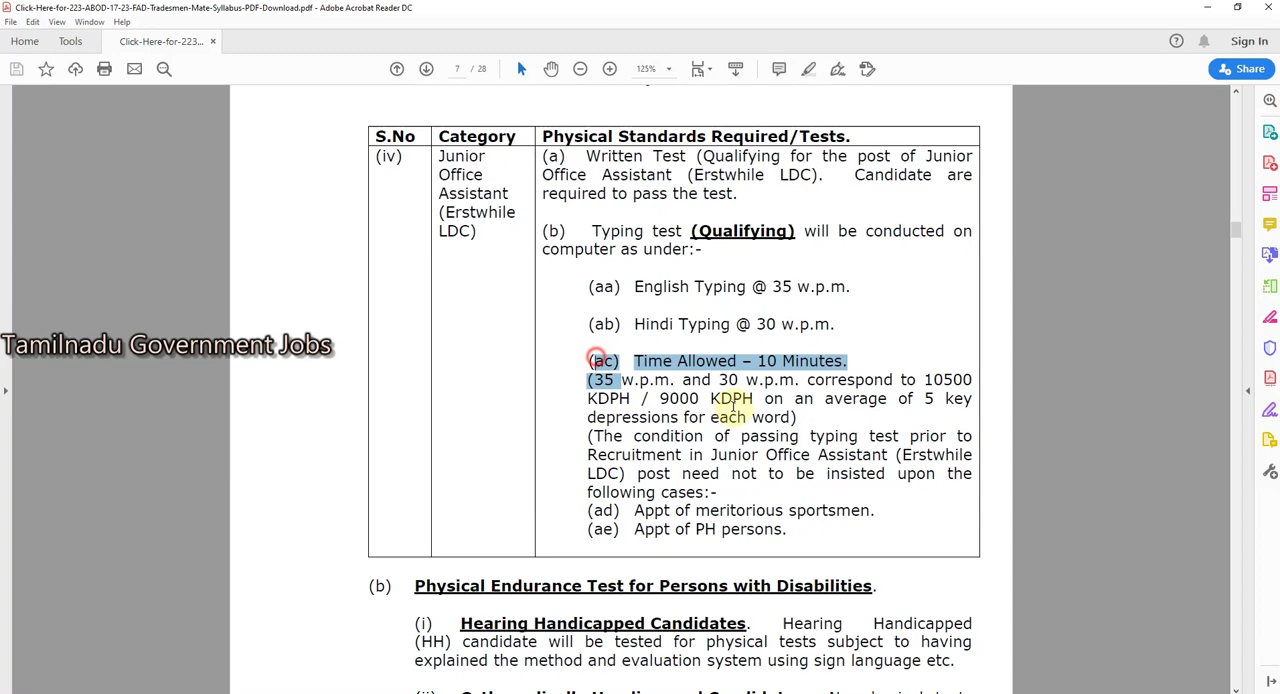 Click-Here-for-223-ABOD-17-23-FAD-Tradesmen-Mate-Syllabus-PDF-Download.pdf - Adobe Acrobat Reader DC
File Edit View Window Help
Home Tools Click-Here-for-223... × Sign In
7 / 28 125% Share
S.No Category Physical Standards Required/Tests.
(iv) Junior (a) Written Test (Qualifying for the post of Junior
Office Office Assistant (Erstwhile LDC). Candidate are
Assistant required to pass the test.
(Erstwhile
LDC) (b) Typing test (Qualifying) will be conducted on
computer as under:-
(aa) English Typing @ 35 w.p.m.
(ab) Hindi Typing @ 30 w.p.m.
Tamilnadu Government Jobs
(ac) Time Allowed – 10 Minutes.
(35 w.p.m. and 30 w.p.m. correspond to 10500
KDPH / 9000 KDPH on an average of 5 key
depressions for each word)
(The condition of passing typing test prior to
Recruitment in Junior Office Assistant (Erstwhile
LDC) post need not to be insisted upon the
following cases:-
(ad) Appt of meritorious sportsmen.
(ae) Appt of PH persons.
(b) Physical Endurance Test for Persons with Disabilities.
(i) Hearing Handicapped Candidates. Hearing Handicapped
(HH) candidate will be tested for physical tests subject to having
explained the method and evaluation system using sign language etc.